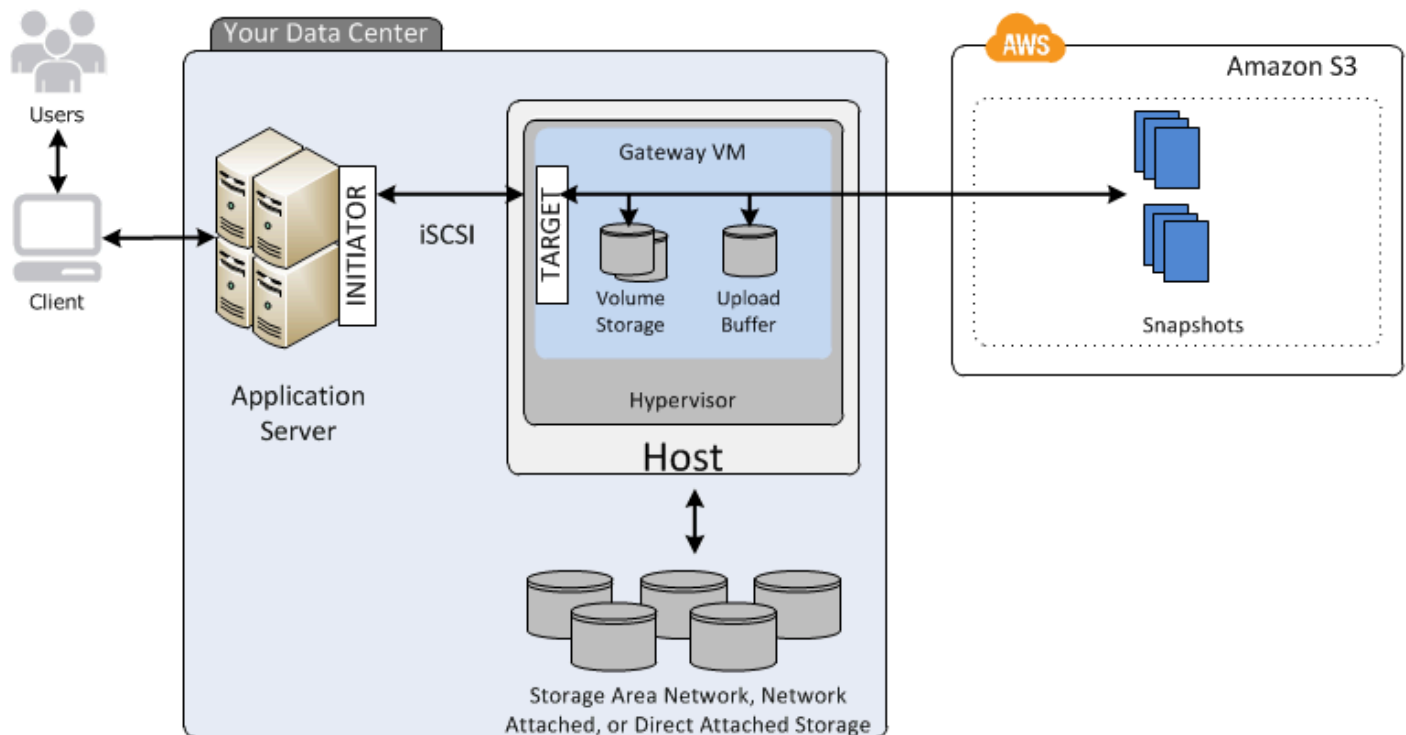 Your Data Center
AWS
Amazon S3
Users
Gateway VM
INITIATOR
TARGET
iSCSI
Client
Volume
Storage
Upload
Buffer
Snapshots
Application
Server
Hypervisor
Host
Storage Area Network, Network
Attached, or Direct Attached Storage